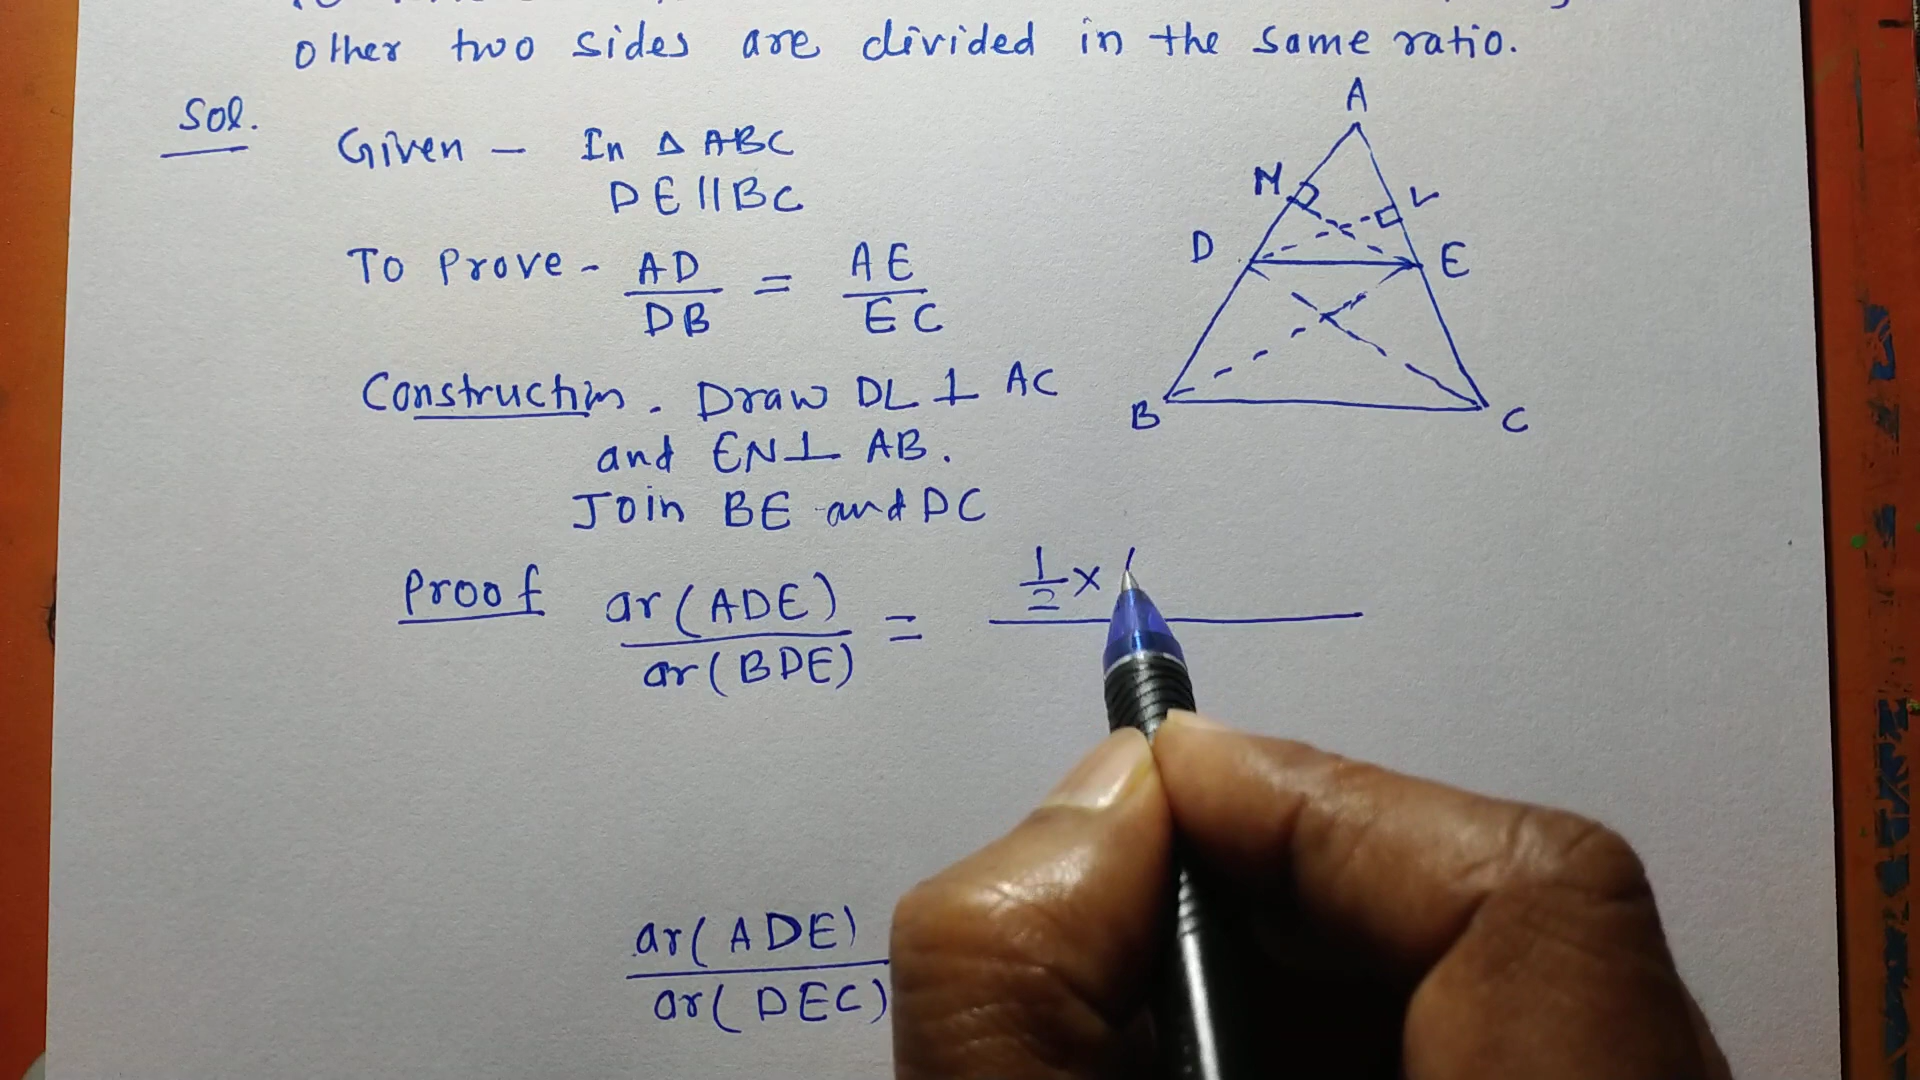 other two sides are divided in the same ratio.
Sol.
Given - In Δ ABC
DE || BC
To Prove - AD/DB = AE/EC
Construction. Draw DL ⊥ AC
and EN ⊥ AB.
Join BE and DC
Proof ar(ADE)/ar(BDE) = 1/2 ×
ar(ADE)/ar(DEC)
A
N
L
D
E
B
C